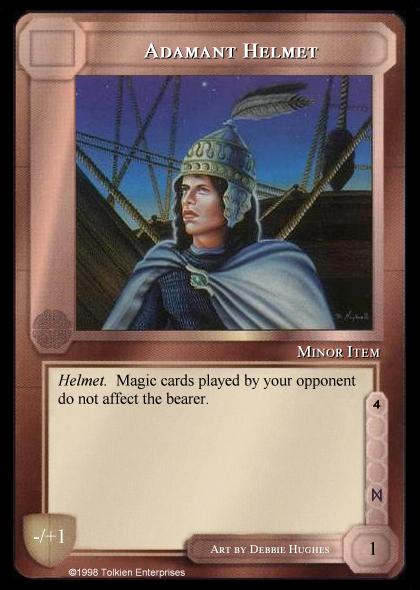 Adamant Helmet
Minor Item
Helmet. Magic cards played by your opponent
do not affect the bearer.
4
-/+1
Art by Debbie Hughes
1
©1998 Tolkien Enterprises